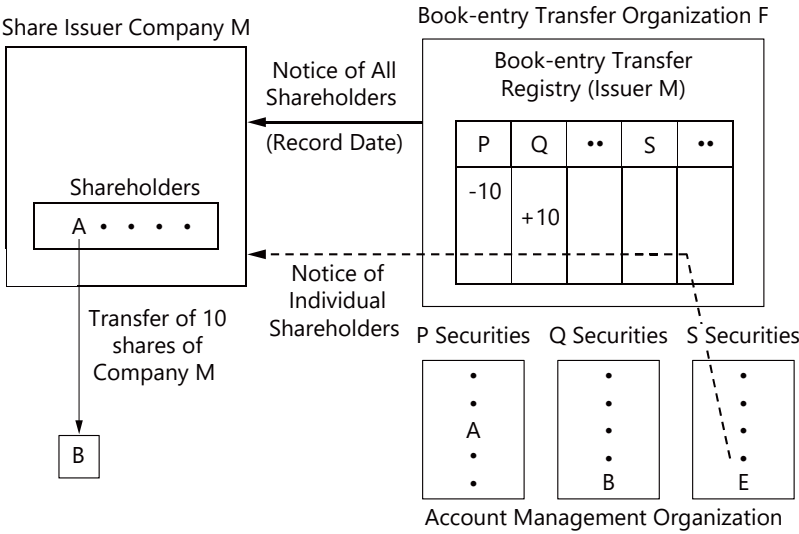 Share Issuer Company M
Book-entry Transfer Organization F
Notice of All
Shareholders
(Record Date)
Book-entry Transfer
Registry (Issuer M)
P Q •• S ••
-10
+10
Shareholders
A • • • •
Notice of
Individual
Shareholders
Transfer of 10
shares of
Company M
B
P Securities Q Securities S Securities
• • •
• • •
A • •
• • •
• B E
Account Management Organization